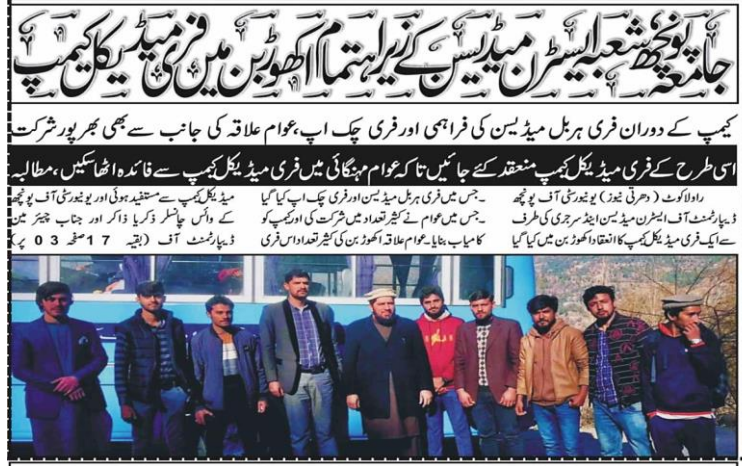 جامعہ پونچھ شعبہ ایسٹرن میڈیسن کے زیر اہتمام اکھوڑبن میں فری میڈیکل کیمپ
کیمپ کے دوران فری ہربل میڈیسن کی فراہمی اور فری چک اپ، عوام علاقہ کی جانب سے بھی بھرپور شرکت
اسی طرح کے فری میڈیکل کیمپ منعقد کئے جائیں تاکہ عوام مہنگائی میں فری میڈیکل کیمپ سے فائدہ اٹھا سکیں، مطالبہ
راولاکوٹ (دھرتی نیوز) یونیورسٹی آف پونچھ
ڈیپارٹمنٹ آف ایسٹرن میڈیسن اینڈ سرجری کی طرف
سے ایک فری میڈیکل کیمپ کا انعقاد اکھوڑبن میں کیا گیا
۔جس میں فری ہربل میڈیسن اور فری چک اپ کیا گیا
۔جس میں عوام نے کثیر تعداد میں شرکت کی اور کیمپ کو
کامیاب بنایا۔عوام علاقہ اکھوڑبن کی کثیر تعداد اس فری
میڈیکل کیمپ سے مستفید ہوئی اور یونیورسٹی آف پونچھ
کے وائس چانسلر ذکریا ذاکر اور جناب چیئر مین
ڈیپارٹمنٹ آف (بقیہ 17 صفحہ 03 پر)